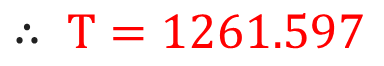 ∴ T = 1261.597